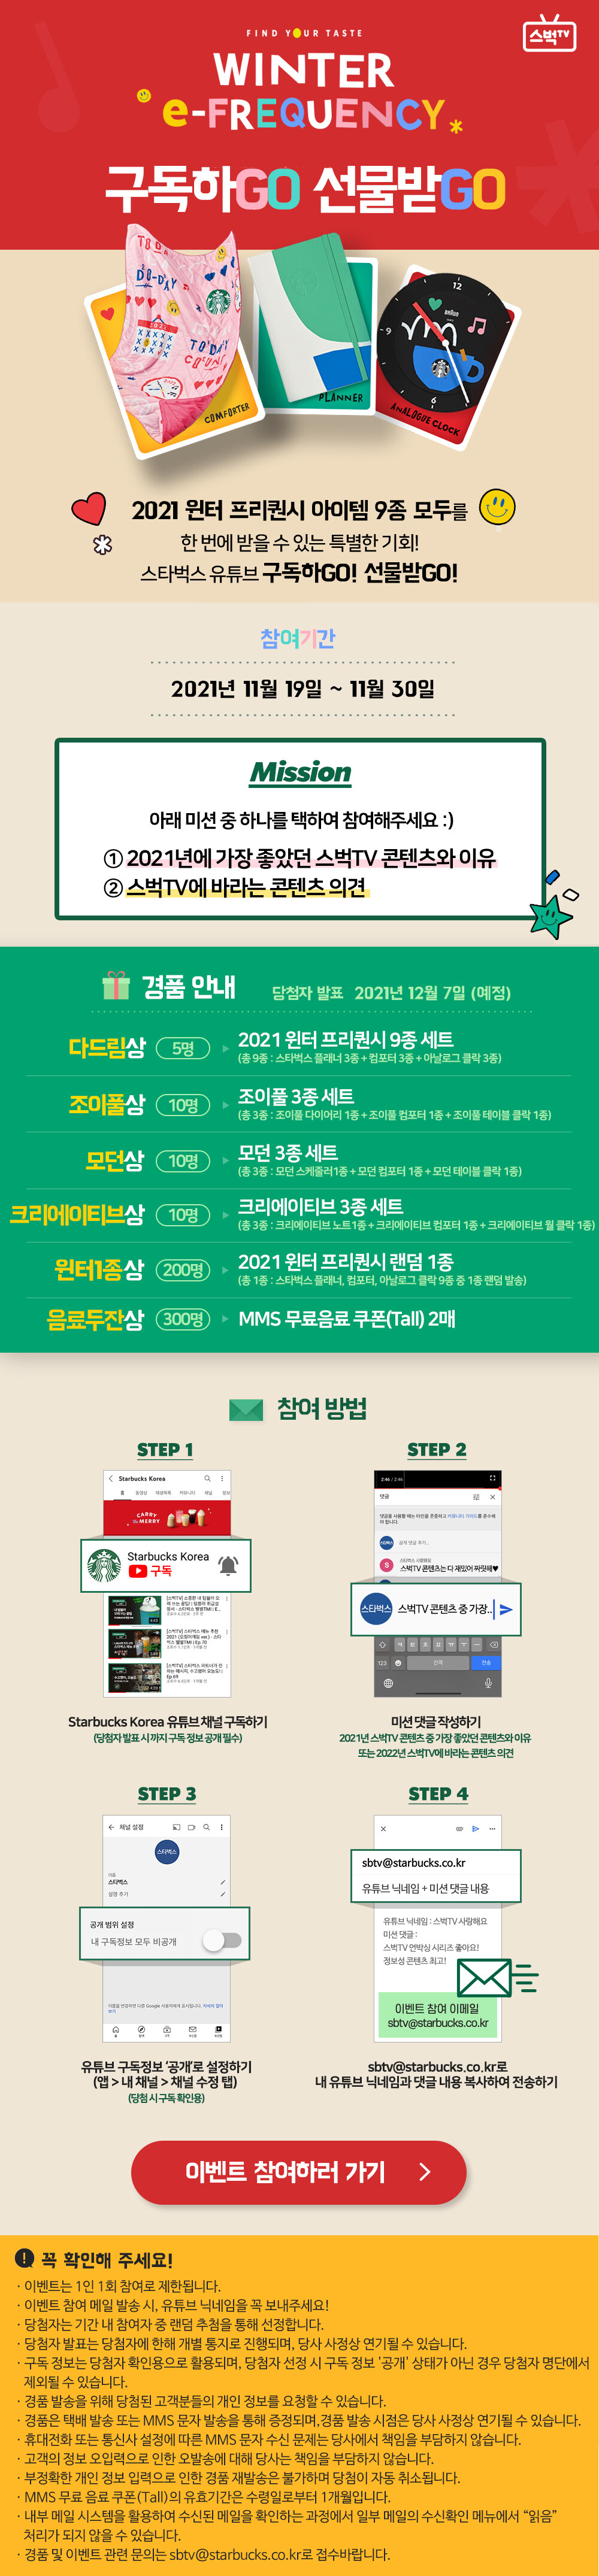 FIND YOUR TASTE
스벅TV
WINTER
e-FREQUENCY
구독하GO 선물받GO
COMFORTER
PLANNER
ANALOGUE CLOCK
2021 윈터 프리퀀시 아이템 9종 모두를
한 번에 받을 수 있는 특별한 기회!
스타벅스 유튜브 구독하GO! 선물받GO!
참여기간
2021년 11월 19일 ~ 11월 30일
Mission
아래 미션 중 하나를 택하여 참여해주세요 :)
① 2021년에 가장 좋았던 스벅TV 콘텐츠와 이유
② 스벅TV에 바라는 콘텐츠 의견
경품 안내 당첨자 발표 2021년 12월 7일 (예정)
다드림상 5명 2021 윈터 프리퀀시 9종 세트
(총 9종 : 스타벅스 플래너 3종 + 컴포터 3종 + 아날로그 클락 3종)
조이풀상 10명 조이풀 3종 세트
(총 3종 : 조이풀 다이어리 1종 + 조이풀 컴포터 1종 + 조이풀 테이블 클락 1종)
모던상 10명 모던 3종 세트
(총 3종 : 모던 스케줄러1종 + 모던 컴포터 1종 + 모던 테이블 클락 1종)
크리에이티브상 10명 크리에이티브 3종 세트
(총 3종 : 크리에이티브 노트1종 + 크리에이티브 컴포터 1종 + 크리에이티브 월 클락 1종)
윈터1종상 200명 2021 윈터 프리퀀시 랜덤 1종
(총 1종 : 스타벅스 플래너, 컴포터, 아날로그 클락 9종 중 1종 랜덤 발송)
음료두잔상 300명 MMS 무료음료 쿠폰(Tall) 2매
참여 방법
STEP 1
Starbucks Korea
CARRY the MERRY
Starbucks Korea
구독
Starbucks Korea 유튜브 채널 구독하기
(당첨자 발표 시까지 구독 정보 공개 필수)
STEP 2
2:46 / 2:46
댓글
스벅TV 콘텐츠는 다 재밌어 짜릿해♥
스타벅스 스벅TV 콘텐츠 중 가장..
미션 댓글 작성하기
2021년 스벅TV 콘텐츠 중 가장 좋았던 콘텐츠와 이유
또는 2022년 스벅TV에 바라는 콘텐츠 의견
STEP 3
채널 설정
스타벅스
이름
스타벅스
설명 추가
공개 범위 설정
내 구독정보 모두 비공개
유튜브 구독정보 '공개'로 설정하기
(앱 > 내 채널 > 채널 수정 탭)
(당첨 시 구독 확인용)
STEP 4
sbtv@starbucks.co.kr
유튜브 닉네임 + 미션 댓글 내용
유튜브 닉네임 : 스벅TV 사랑해요
미션 댓글 :
스벅TV 언박싱 시리즈 좋아요!
정보성 콘텐츠 최고!
이벤트 참여 이메일
sbtv@starbucks.co.kr
sbtv@starbucks.co.kr로
내 유튜브 닉네임과 댓글 내용 복사하여 전송하기
이벤트 참여하러 가기
꼭 확인해 주세요!
· 이벤트는 1인 1회 참여로 제한됩니다.
· 이벤트 참여 메일 발송 시, 유튜브 닉네임을 꼭 보내주세요!
· 당첨자는 기간 내 참여자 중 랜덤 추첨을 통해 선정합니다.
· 당첨자 발표는 당첨자에 한해 개별 통지로 진행되며, 당사 사정상 연기될 수 있습니다.
· 구독 정보는 당첨자 확인용으로 활용되며, 당첨자 선정 시 구독 정보 '공개' 상태가 아닌 경우 당첨자 명단에서
제외될 수 있습니다.
· 경품 발송을 위해 당첨된 고객분들의 개인 정보를 요청할 수 있습니다.
· 경품은 택배 발송 또는 MMS 문자 발송을 통해 증정되며,경품 발송 시점은 당사 사정상 연기될 수 있습니다.
· 휴대전화 또는 통신사 설정에 따른 MMS 문자 수신 문제는 당사에서 책임을 부담하지 않습니다.
· 고객의 정보 오입력으로 인한 오발송에 대해 당사는 책임을 부담하지 않습니다.
· 부정확한 개인 정보 입력으로 인한 경품 재발송은 불가하며 당첨이 자동 취소됩니다.
· MMS 무료 음료 쿠폰(Tall)의 유효기간은 수령일로부터 1개월입니다.
· 내부 메일 시스템을 활용하여 수신된 메일을 확인하는 과정에서 일부 메일의 수신확인 메뉴에서 “읽음”
처리가 되지 않을 수 있습니다.
· 경품 및 이벤트 관련 문의는 sbtv@starbucks.co.kr로 접수바랍니다.